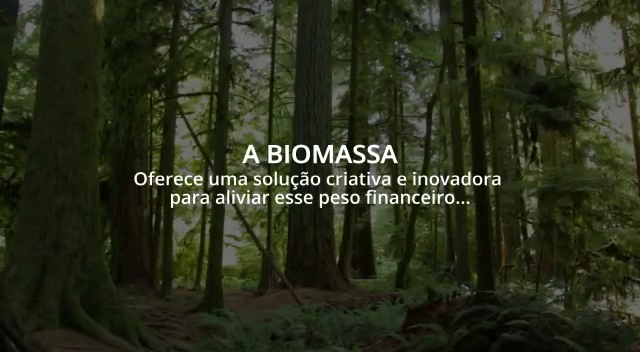 A BIOMASSA
Oferece uma solução criativa e inovadora
para aliviar esse peso financeiro...